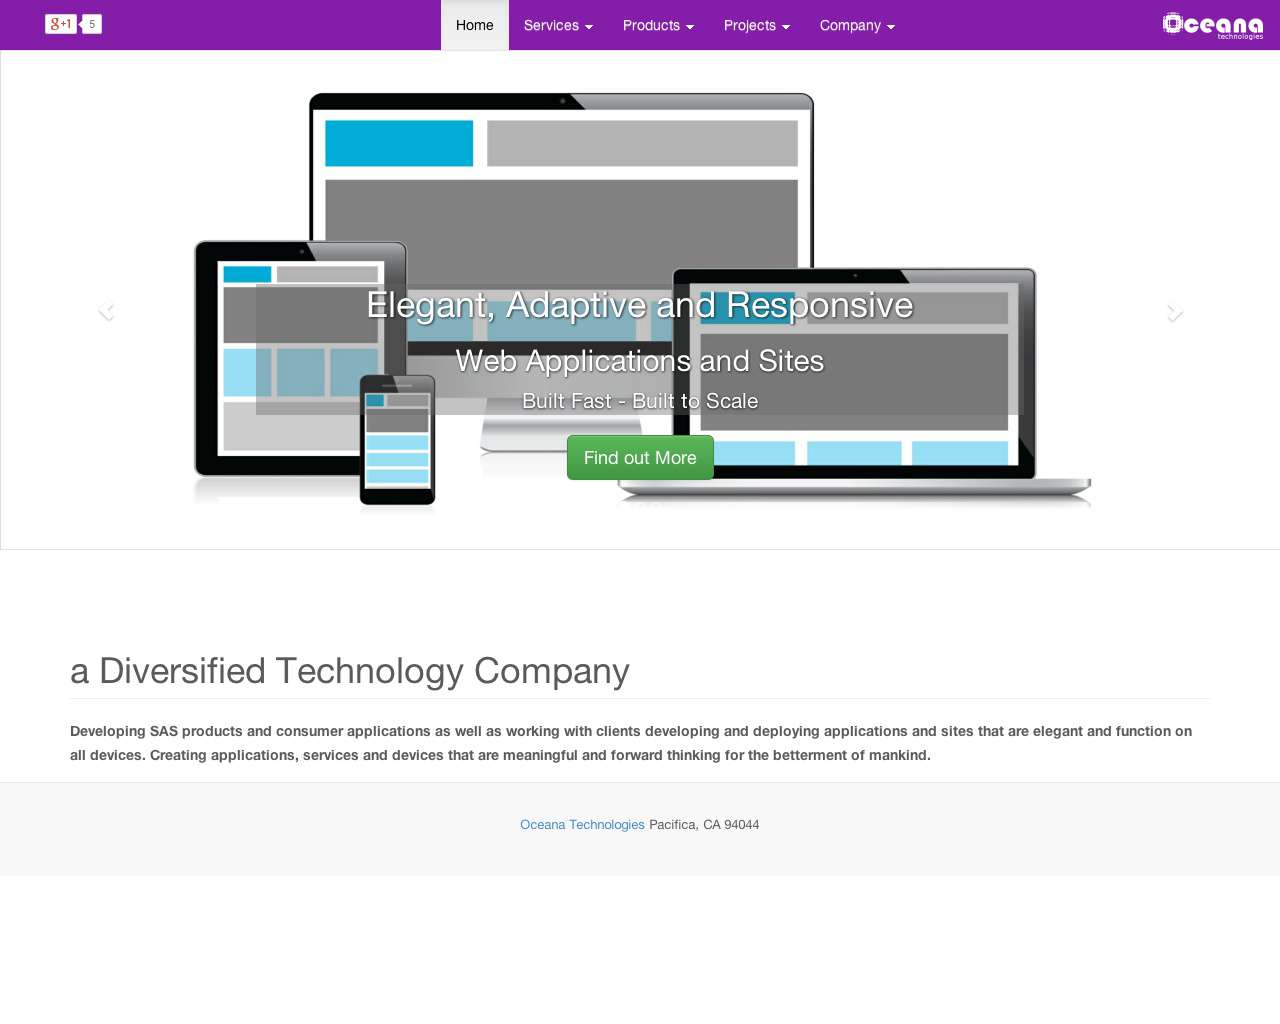 g+1 5 Home Services Products Projects Company Oceana
technologies
Elegant, Adaptive and Responsive
Web Applications and Sites
Built Fast - Built to Scale
Find out More
a Diversified Technology Company
Developing SAS products and consumer applications as well as working with clients developing and deploying applications and sites that are elegant and function on
all devices. Creating applications, services and devices that are meaningful and forward thinking for the betterment of mankind.
Oceana Technologies Pacifica, CA 94044